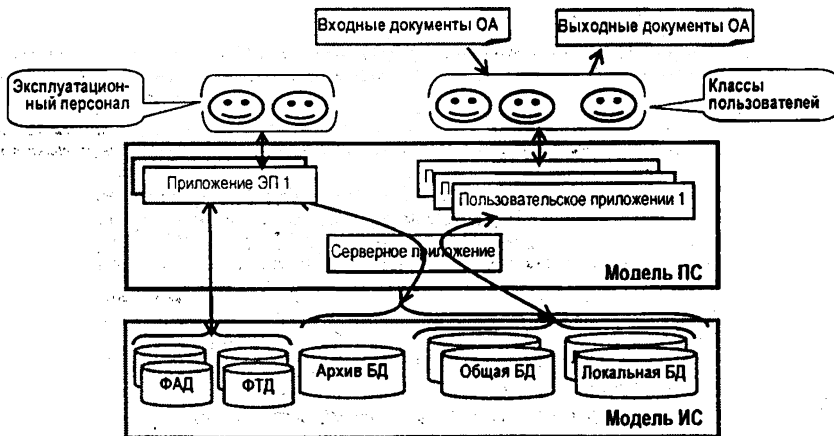 Входные документы ОА
Выходные документы ОА
Эксплуатацион-
ный персонал
Классы
пользователей
Приложение ЭП 1
П
П
Пользовательское приложении 1
Серверное приложение
Модель ПС
ФАД
ФТД
Архив БД
Общая БД
Локальная БД
Модель ИС